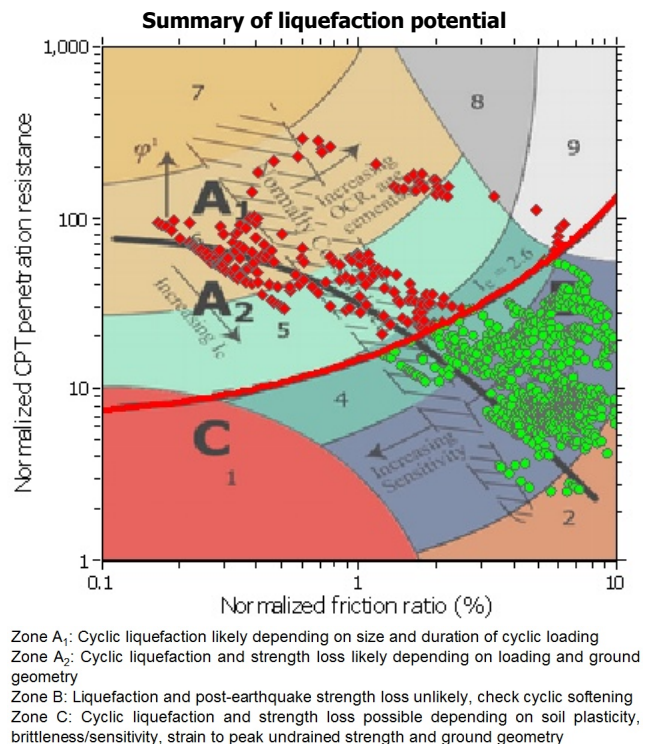 Summary of liquefaction potential
1,000
7
8
9
φ'
Increasing
OCR, age
cementation
Normally
A1
100
6
Ic = 2.6
A2
Increasing Ic
5
B
10
4
C
1
Increasing
Sensitivity
2
1
0.1
1
10
Normalized CPT penetration resistance
Normalized friction ratio (%)
Zone A1: Cyclic liquefaction likely depending on size and duration of cyclic loading
Zone A2: Cyclic liquefaction and strength loss likely depending on loading and ground
geometry
Zone B: Liquefaction and post-earthquake strength loss unlikely, check cyclic softening
Zone C: Cyclic liquefaction and strength loss possible depending on soil plasticity,
brittleness/sensitivity, strain to peak undrained strength and ground geometry